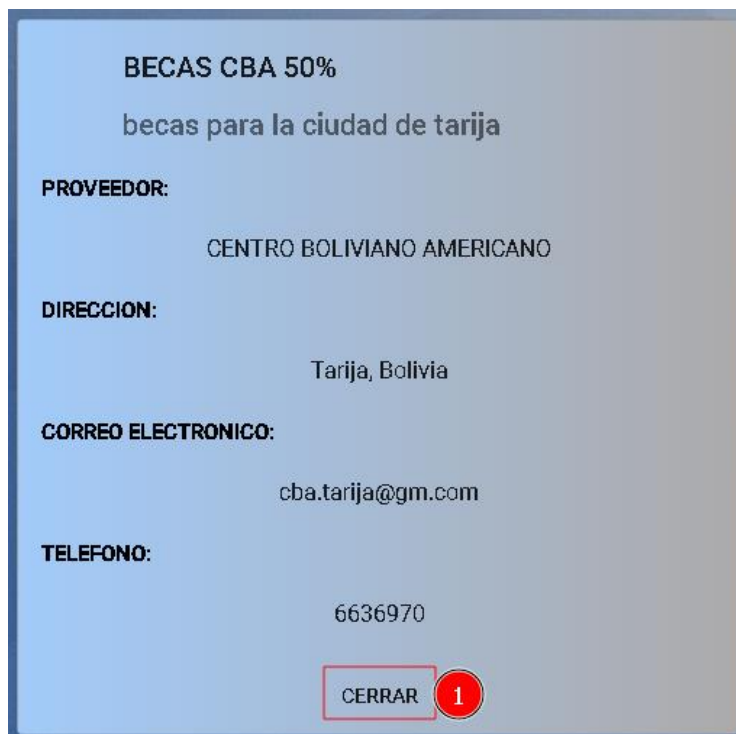 BECAS CBA 50%
becas para la ciudad de tarija
PROVEEDOR:
CENTRO BOLIVIANO AMERICANO
DIRECCION:
Tarija, Bolivia
CORREO ELECTRONICO:
cba.tarija@gm.com
TELEFONO:
6636970
CERRAR 1